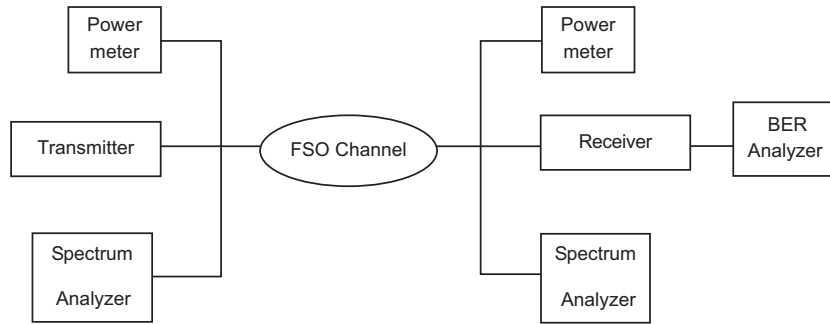 Power
meter
Power
meter
Transmitter
FSO Channel
Receiver
BER
Analyzer
Spectrum
Analyzer
Spectrum
Analyzer